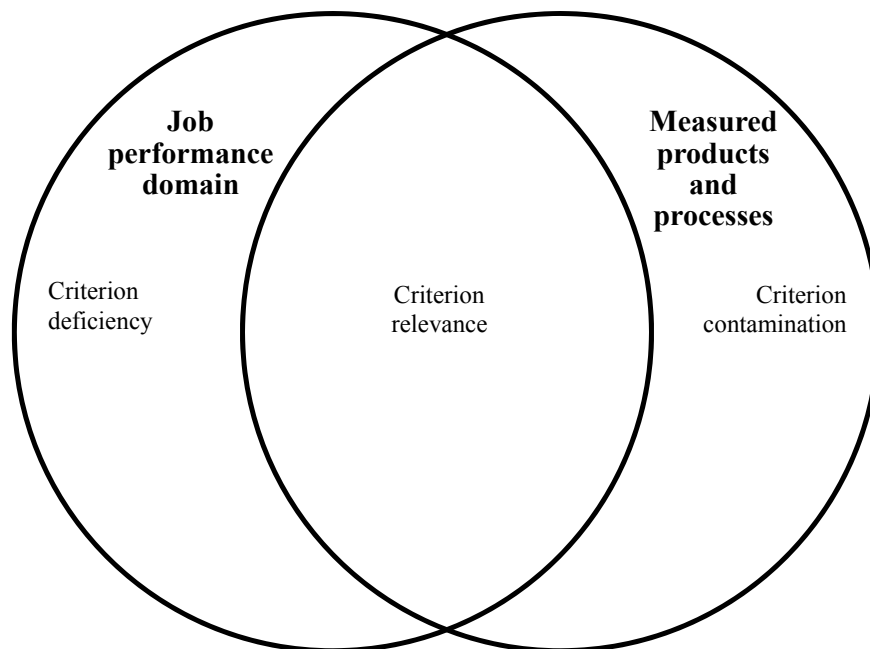 Job
performance
domain
Measured
products
and
processes
Criterion
deficiency
Criterion
relevance
Criterion
contamination